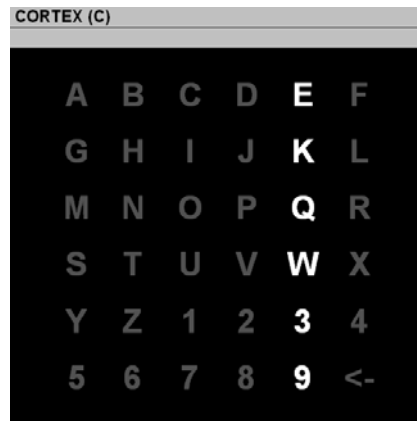 CORTEX (C)
A B C D E F
G H I J K L
M N O P Q R
S T U V W X
Y Z 1 2 3 4
5 6 7 8 9 <-